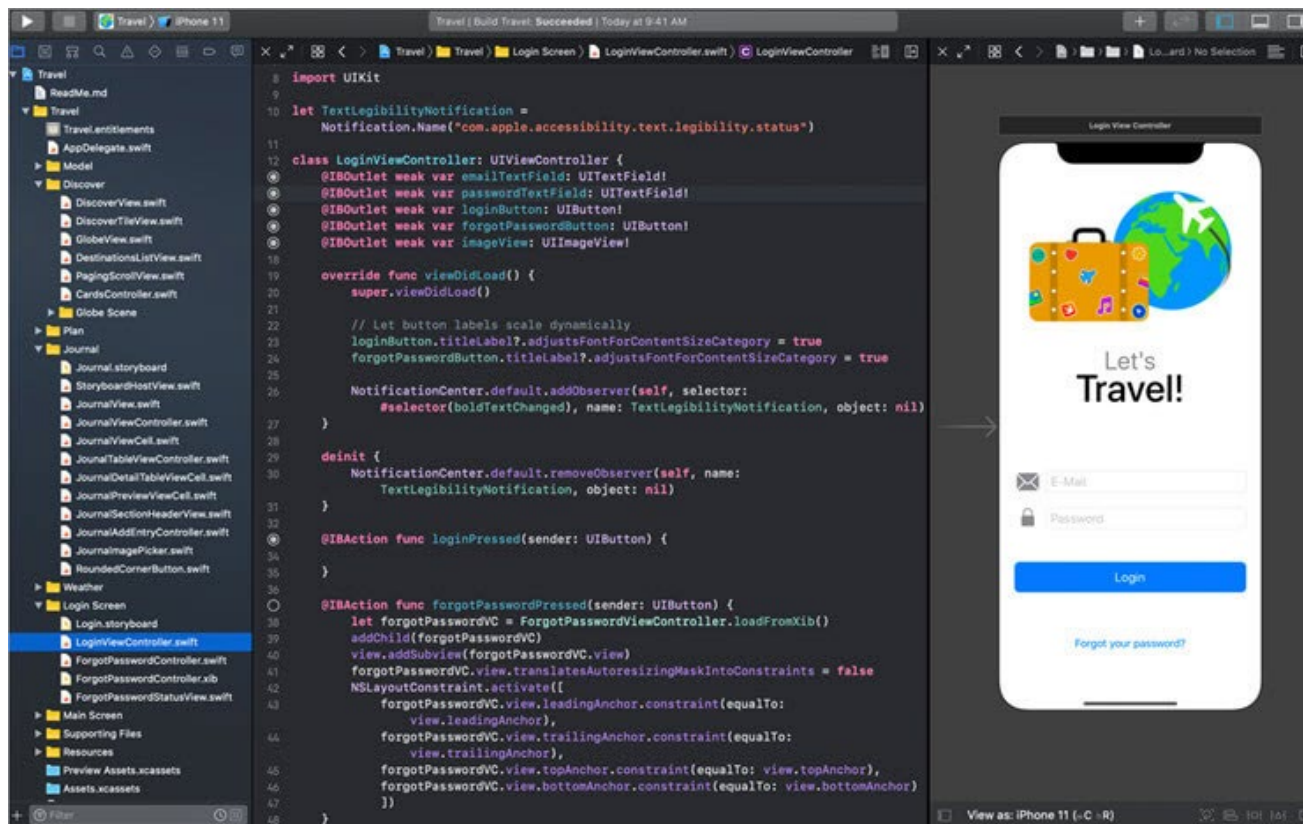 Travel iPhone 11
Travel | Build Travel: Succeeded | Today at 9:41 AM
Travel
ReadMe.md
Travel
Travel.entitlements
AppDelegate.swift
Model
Discover
DiscoverView.swift
DiscoverTileView.swift
GlobeView.swift
DestinationsListView.swift
PagingScrollView.swift
CardsController.swift
Globe Scene
Plan
Journal
Journal.storyboard
StoryboardHostView.swift
JournalView.swift
JournalViewController.swift
JournalViewCell.swift
JounalTableViewController.swift
JournalDetailTableViewCell.swift
JournalPreviewViewCell.swift
JournalSectionHeaderView.swift
JournalAddEntryController.swift
JournalmagePicker.swift
RoundedCornerButton.swift
Weather
Login Screen
Login.storyboard
LoginViewController.swift
ForgotPasswordController.swift
ForgotPasswordController.xib
ForgotPasswordStatusView.swift
Main Screen
Supporting Files
Resources
Preview Assets.xcassets
Assets.xcassets
Filter
Travel Travel Login Screen LoginViewController.swift C LoginViewController
8 import UIKit
9
10 let TextLegibilityNotification =
Notification.Name("com.apple.accessibility.text.legibility.status")
11
12 class LoginViewController: UIViewController {
@IBOutlet weak var emailTextField: UITextField!
@IBOutlet weak var passwordTextField: UITextField!
@IBOutlet weak var loginButton: UIButton!
@IBOutlet weak var forgotPasswordButton: UIButton!
@IBOutlet weak var imageView: UIImageView!
18
19 override func viewDidLoad() {
20 super.viewDidLoad()
21
22 // Let button labels scale dynamically
23 loginButton.titleLabel?.adjustsFontForContentSizeCategory = true
24 forgotPasswordButton.titleLabel?.adjustsFontForContentSizeCategory = true
25
26 NotificationCenter.default.addObserver(self, selector:
#selector(boldTextChanged), name: TextLegibilityNotification, object: nil)
27 }
28
29 deinit {
30 NotificationCenter.default.removeObserver(self, name:
TextLegibilityNotification, object: nil)
31 }
32
@IBAction func loginPressed(sender: UIButton) {
34
35 }
36
@IBAction func forgotPasswordPressed(sender: UIButton) {
38 let forgotPasswordVC = ForgotPasswordViewController.loadFromXib()
39 addChild(forgotPasswordVC)
40 view.addSubview(forgotPasswordVC.view)
41 forgotPasswordVC.view.translatesAutoresizingMaskIntoConstraints = false
42 NSLayoutConstraint.activate([
43 forgotPasswordVC.view.leadingAnchor.constraint(equalTo:
view.leadingAnchor),
44 forgotPasswordVC.view.trailingAnchor.constraint(equalTo:
view.trailingAnchor),
45 forgotPasswordVC.view.topAnchor.constraint(equalTo: view.topAnchor),
46 forgotPasswordVC.view.bottomAnchor.constraint(equalTo: view.bottomAnchor)
47 ])
48 }
Lo...ard No Selection
Login View Controller
Let's
Travel!
E-Mail
Password
Login
Forgot your password?
View as: iPhone 11